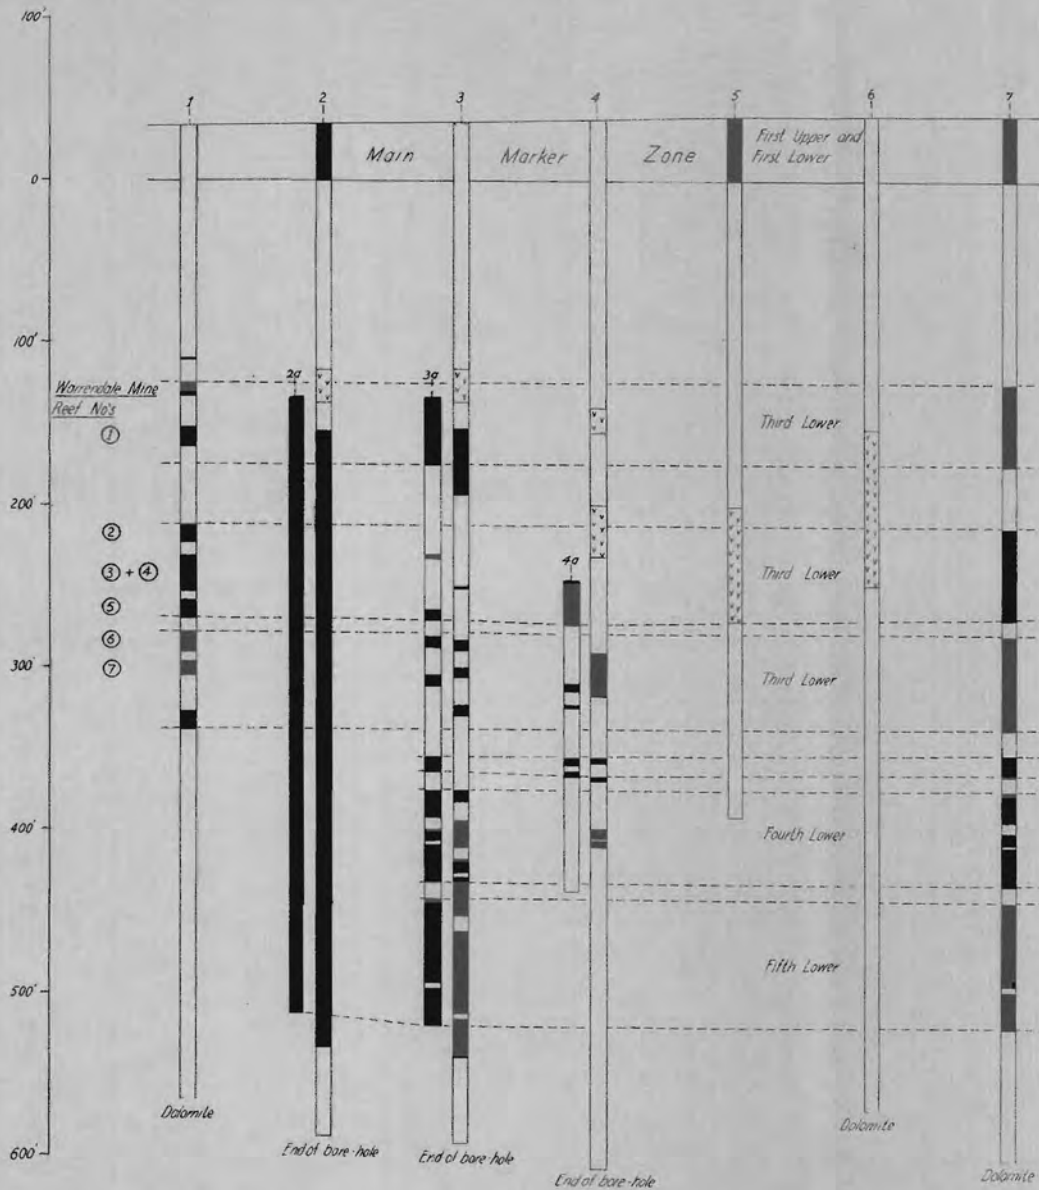 100'
1 2 3 4 5 6 7
Main Marker Zone First Upper and
First Lower
0
100'
Warrendale Mine
Reef No's
2a 3a
① Third Lower
200'
②
③ + ④ 4a Third Lower
⑤
⑥
300'
⑦ Third Lower
400'
Fourth Lower
Fifth Lower
500'
Dolomite Dolomite
600' End of bore-hole End of bore-hole
End of bore-hole Dolomite